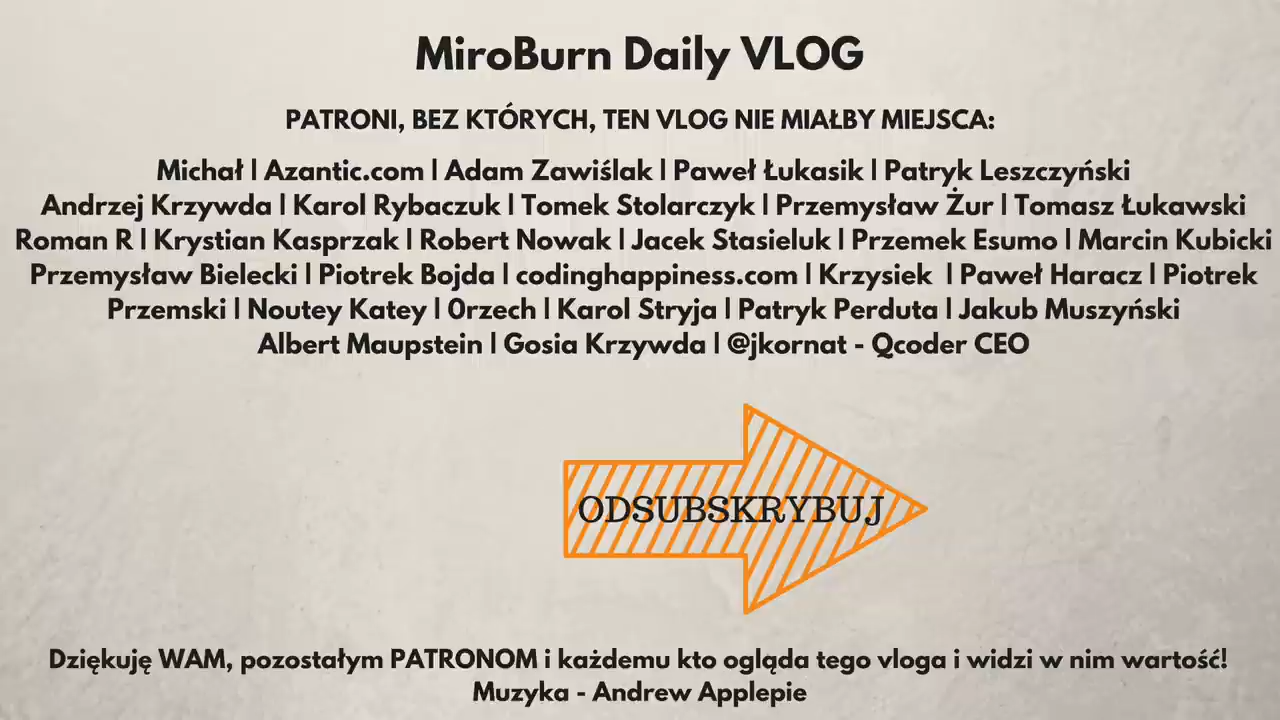 MiroBurn Daily VLOG
PATRONI, BEZ KTÓRYCH, TEN VLOG NIE MIAŁBY MIEJSCA:
Michał | Azantic.com | Adam Zawiślak | Paweł Łukasik | Patryk Leszczyński
Andrzej Krzywda | Karol Rybaczuk | Tomek Stolarczyk | Przemysław Żur | Tomasz Łukawski
Roman R | Krystian Kasprzak | Robert Nowak | Jacek Stasieluk | Przemek Esumo | Marcin Kubicki
Przemysław Bielecki | Piotrek Bojda | codinghappiness.com | Krzysiek | Paweł Haracz | Piotrek
Przemski | Noutey Katey | 0rzech | Karol Stryja | Patryk Perduta | Jakub Muszyński
Albert Maupstein | Gosia Krzywda | @jkornat - Qcoder CEO
ODSUBSKRYBUJ
Dziękuję WAM, pozostałym PATRONOM i każdemu kto ogląda tego vloga i widzi w nim wartość!
Muzyka - Andrew Applepie